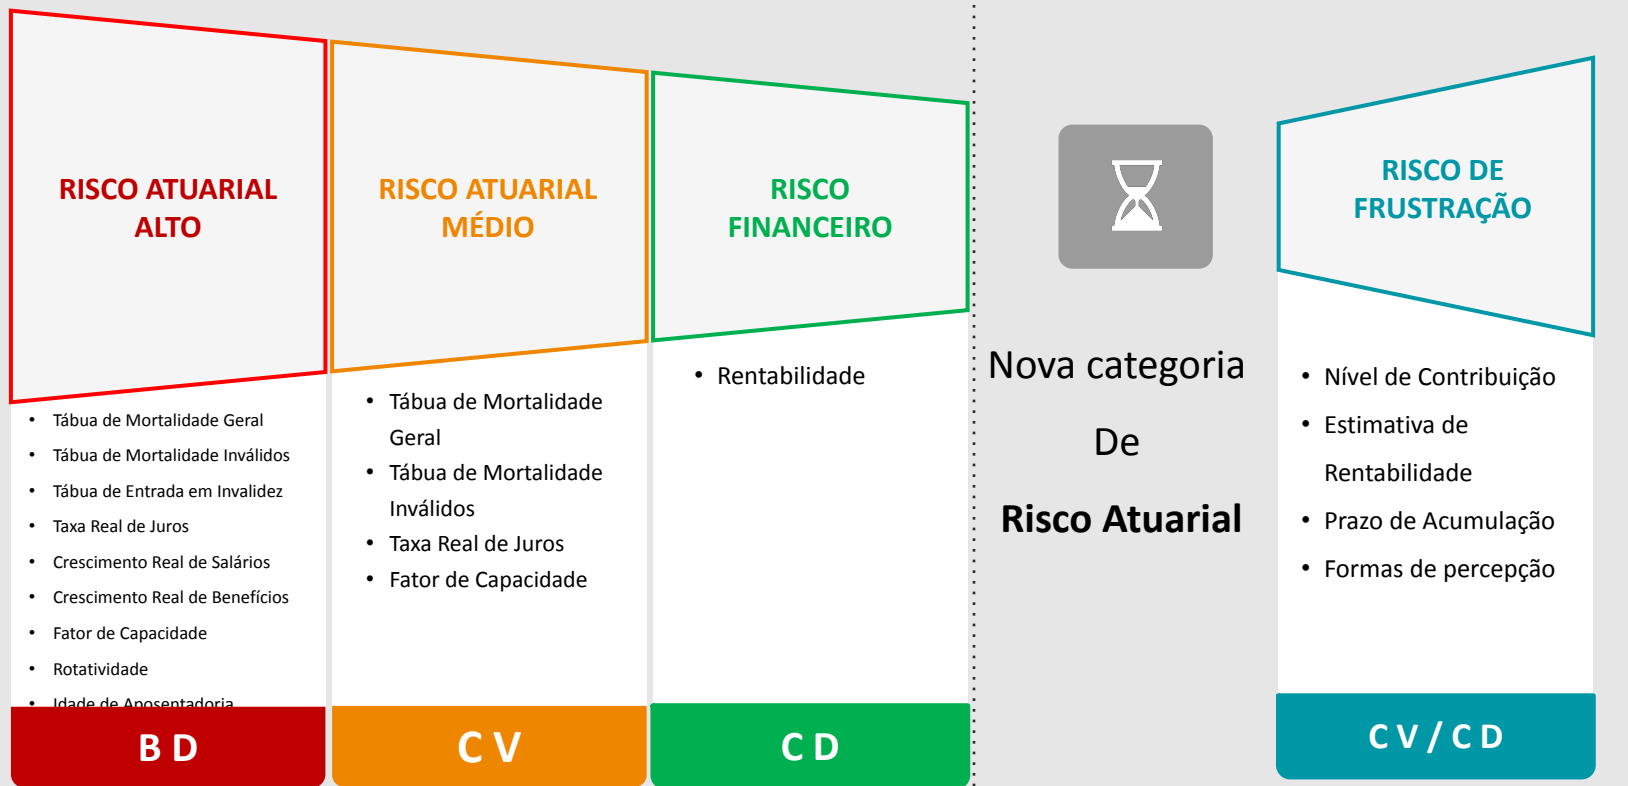 RISCO ATUARIAL
ALTO
• Tábua de Mortalidade Geral
• Tábua de Mortalidade Inválidos
• Tábua de Entrada em Invalidez
• Taxa Real de Juros
• Crescimento Real de Salários
• Crescimento Real de Benefícios
• Fator de Capacidade
• Rotatividade
• Idade de Aposentadoria
B D
RISCO ATUARIAL
MÉDIO
• Tábua de Mortalidade
Geral
• Tábua de Mortalidade
Inválidos
• Taxa Real de Juros
• Fator de Capacidade
C V
RISCO
FINANCEIRO
• Rentabilidade
C D
Nova categoria
De
Risco Atuarial
RISCO DE
FRUSTRAÇÃO
• Nível de Contribuição
• Estimativa de
Rentabilidade
• Prazo de Acumulação
• Formas de percepção
C V / C D